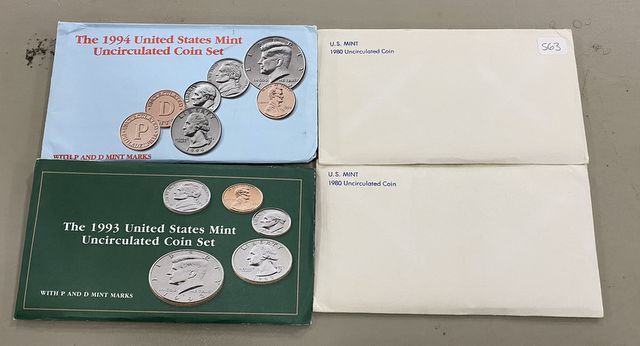 The 1994 United States Mint
Uncirculated Coin Set
D
P
WITH P AND D MINT MARKS
U.S. MINT
1980 Uncirculated Coin
563
The 1993 United States Mint
Uncirculated Coin Set
WITH P AND D MINT MARKS
U.S. MINT
1980 Uncirculated Coin